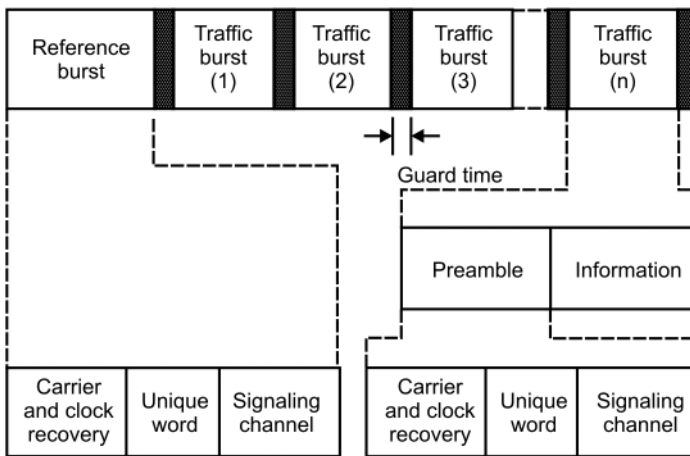 Reference
burst
Traffic
burst
(1)
Traffic
burst
(2)
Traffic
burst
(3)
Traffic
burst
(n)
Guard time
Preamble
Information
Carrier
and clock
recovery
Unique
word
Signaling
channel
Carrier
and clock
recovery
Unique
word
Signaling
channel